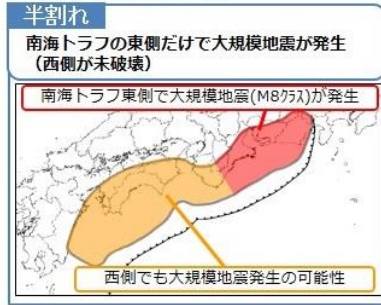 半割れ
南海トラフの東側だけで大規模地震が発生
（西側が未破壊）
南海トラフ東側で大規模地震(M8クラス)が発生
西側でも大規模地震発生の可能性